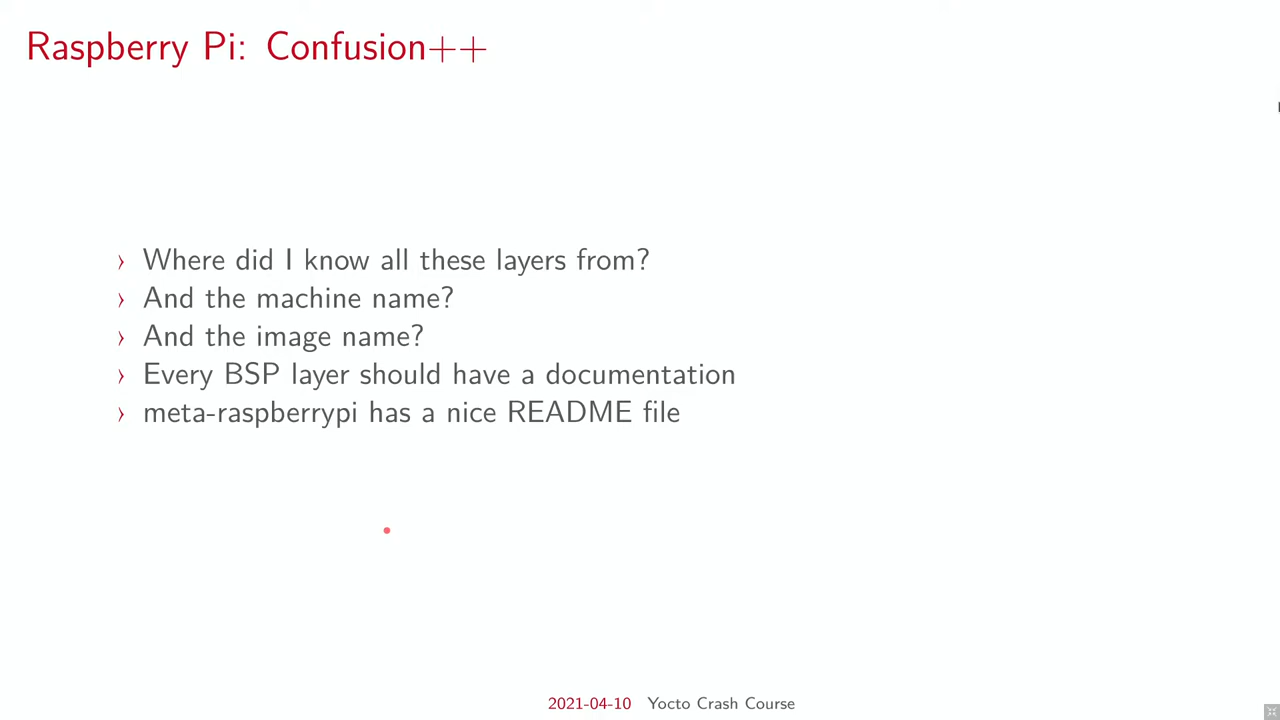 Raspberry Pi: Confusion++
› Where did I know all these layers from?
› And the machine name?
› And the image name?
› Every BSP layer should have a documentation
› meta-raspberrypi has a nice README file
2021-04-10 Yocto Crash Course